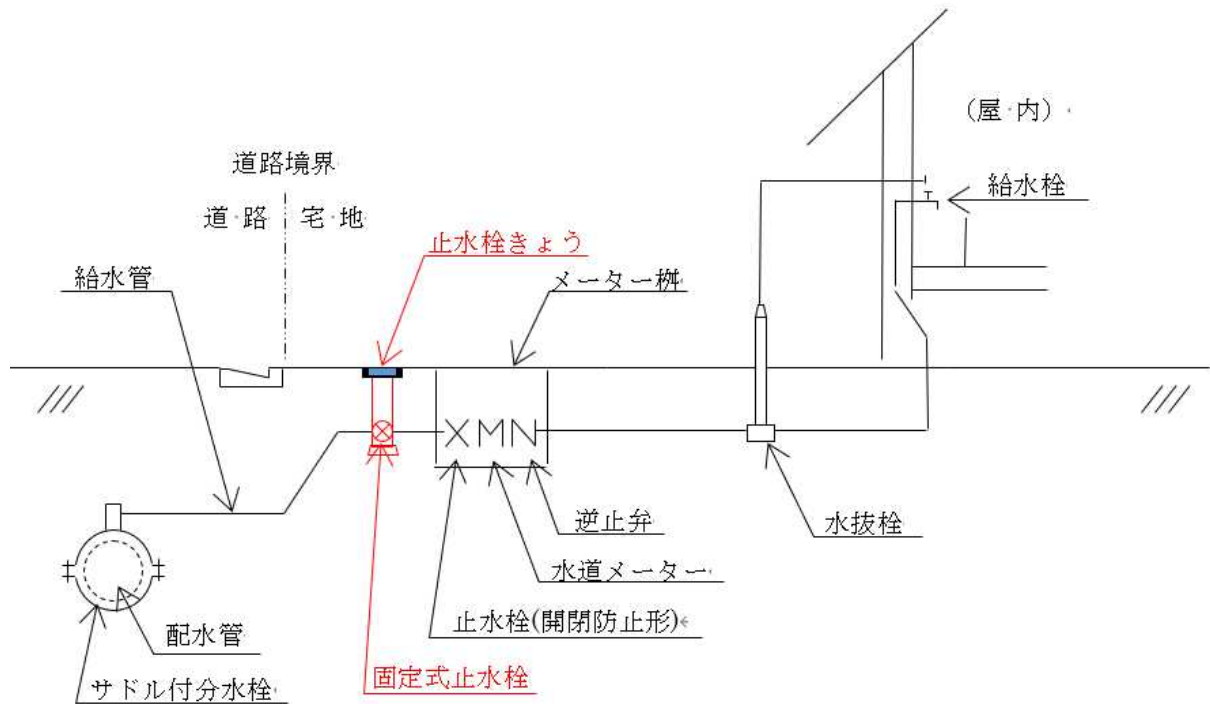 (屋・内)
道路境界
給水栓
道・路 宅・地
止水栓きょう
給水管
メーター桝
XMN
逆止弁
水抜栓
水道メーター
止水栓(開閉防止形)
配水管
固定式止水栓
サドル付分水栓